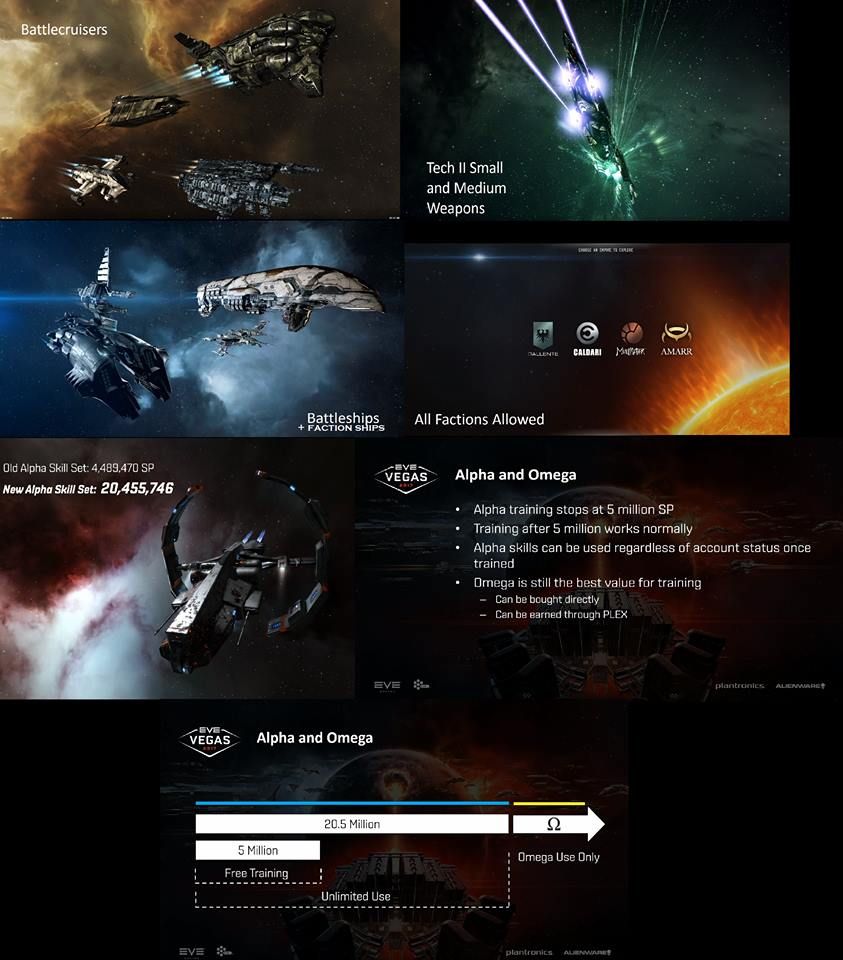 Battlecruisers
Tech II Small
and Medium
Weapons
Battleships
+ FACTION SHIPS
CHOOSE AN EMPIRE TO EXPLORE
GALLENTE
CALDARI
MINMATAR
AMARR
All Factions Allowed
Old Alpha Skill Set: 4,489,470 SP
New Alpha Skill Set: 20,455,746
EVE
VEGAS
2017
Alpha and Omega
• Alpha training stops at 5 million SP
• Training after 5 million works normally
• Alpha skills can be used regardless of account status once
trained
• Omega is still the best value for training
– Can be bought directly
– Can be earned through PLEX
EVE
plantronics.
ALIENWARE
EVE
VEGAS
2017
Alpha and Omega
20.5 Million
Ω
5 Million
Omega Use Only
Free Training
Unlimited Use
EVE
plantronics.
ALIENWARE